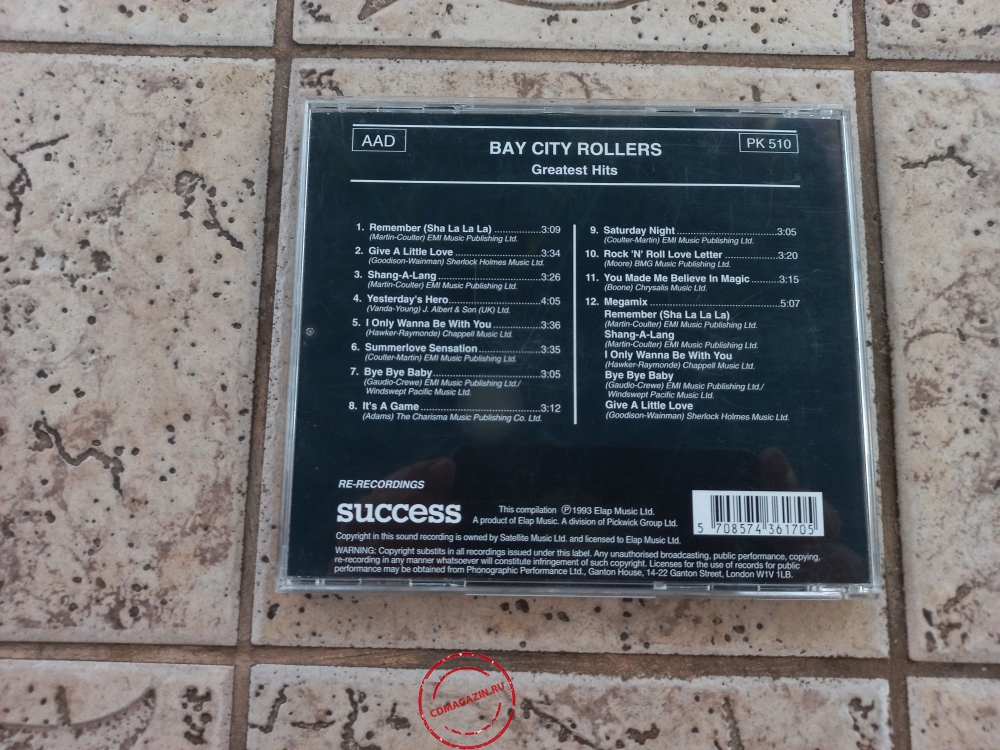 AAD
BAY CITY ROLLERS
PK 510
Greatest Hits
1. Remember (Sha La La La) ................3:09
(Martin-Coulter) EMI Music Publishing Ltd.
2. Give A Little Love ............................3:34
(Goodison-Wainman) Sherlock Holmes Music Ltd.
3. Shang-A-Lang .................................3:26
(Martin-Coulter) EMI Music Publishing Ltd.
4. Yesterday's Hero..............................4:05
(Vanda-Young) J. Albert & Son (UK) Ltd.
5. I Only Wanna Be With You ................3:36
(Hawker-Raymonde) Chappell Music Ltd.
6. Summerlove Sensation ....................3:35
(Coulter-Martin) EMI Music Publishing Ltd.
7. Bye Bye Baby ..................................3:05
(Gaudio-Crewe) EMI Music Publishing Ltd./
Windswept Pacific Music Ltd.
8. It's A Game ......................................3:12
(Adams) The Charisma Music Publishing Co. Ltd.
9. Saturday Night .................................3:05
(Coulter-Martin) EMI Music Publishing Ltd.
10. Rock 'N' Roll Love Letter ..................3:20
(Moore) BMG Music Publishing Ltd.
11. You Made Me Believe In Magic ........3:15
(Boone) Chrysalis Music Ltd.
12. Megamix ..........................................5:07
Remember (Sha La La La)
(Martin-Coulter) EMI Music Publishing Ltd.
Shang-A-Lang
(Martin-Coulter) EMI Music Publishing Ltd.
I Only Wanna Be With You
(Hawker-Raymonde) Chappell Music Ltd.
Bye Bye Baby
(Gaudio-Crewe) EMI Music Publishing Ltd./
Windswept Pacific Music Ltd.
Give A Little Love
(Goodison-Wainman) Sherlock Holmes Music Ltd.
RE-RECORDINGS
success
This compilation Ⓟ1993 Elap Music Ltd.
A product of Elap Music. A division of Pickwick Group Ltd.
Copyright in this sound recording is owned by Satellite Music Ltd. and licensed to Elap Music Ltd.
WARNING: Copyright substits in all recordings issued under this label. Any unauthorised broadcasting, public performance, copying,
re-recording in any manner whatsoever will constitute infringement of such copyright. Licenses for the use of records for public
performance may be obtained from Phonographic Performance Ltd., Ganton House, 14-22 Ganton Street, London W1V 1LB.
5 708574 361705
CDMAGAZIN.RU